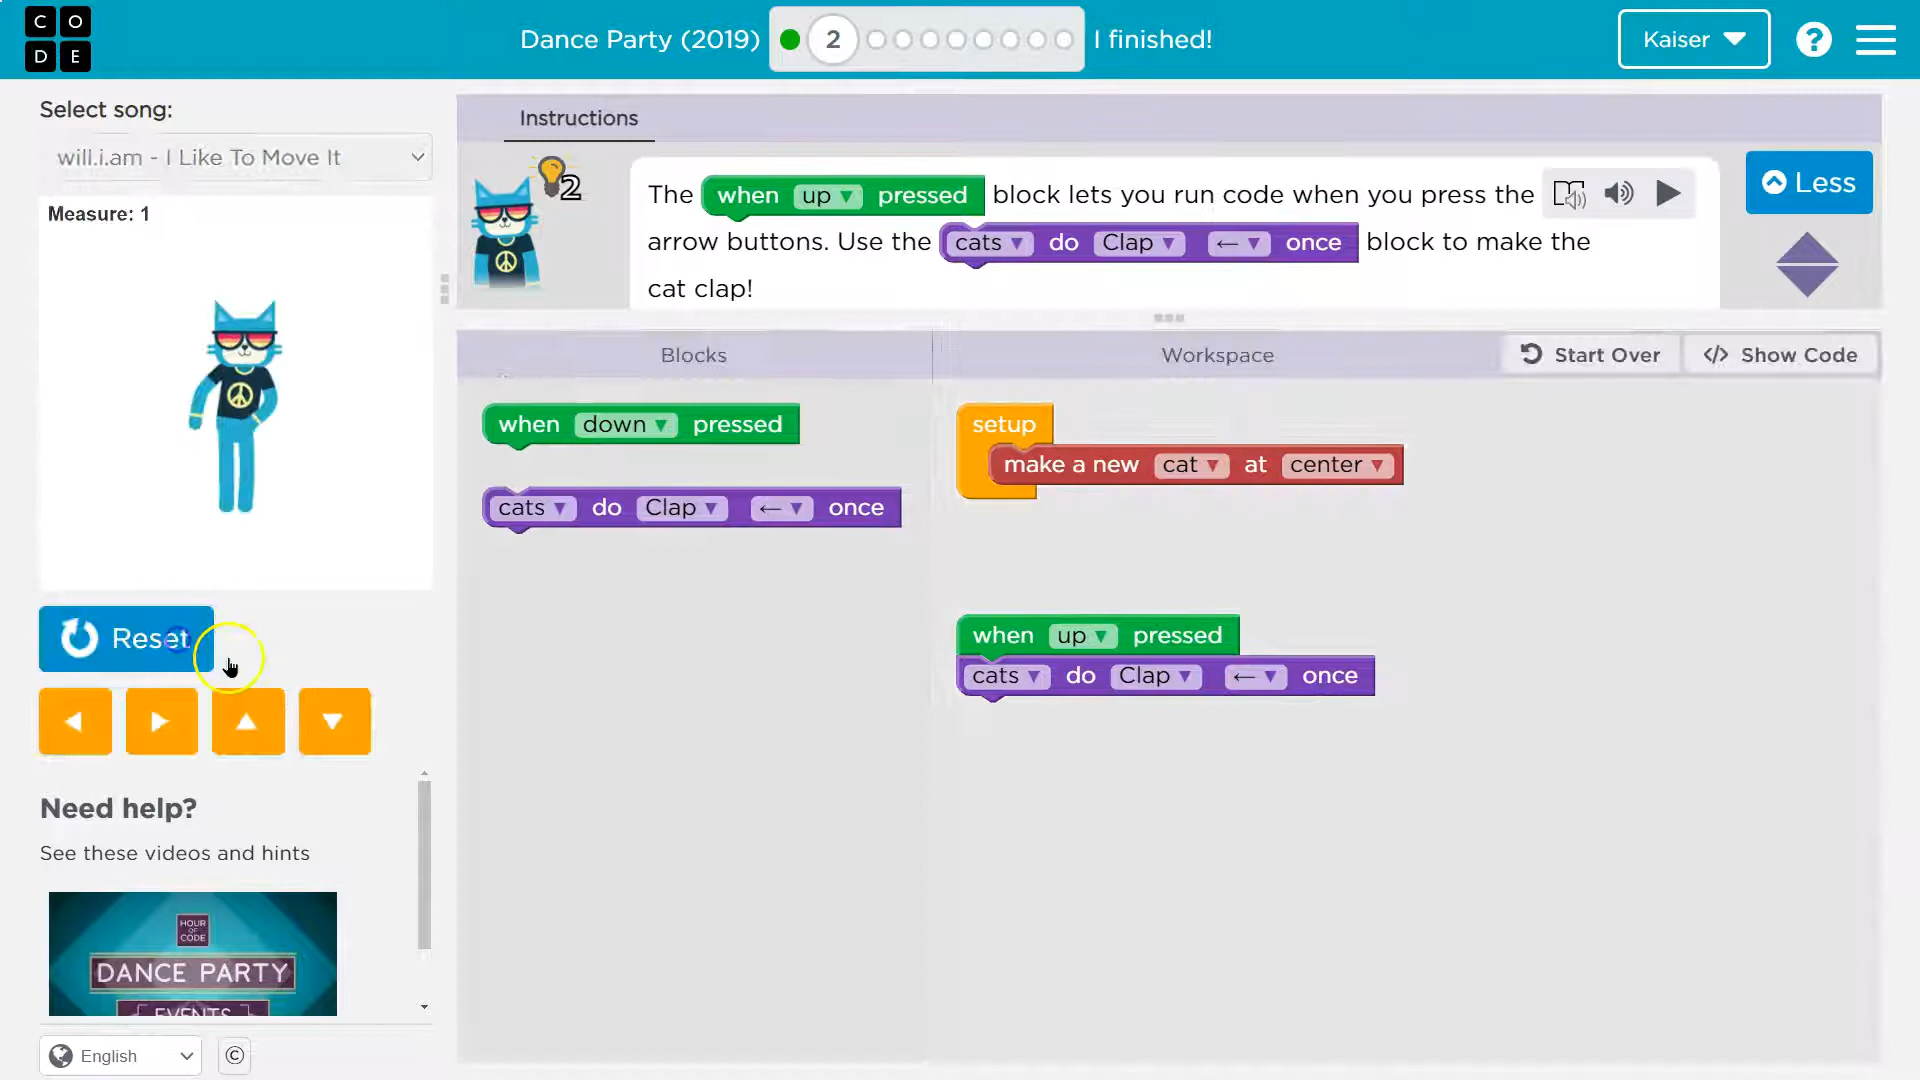 C O
D E
Dance Party (2019)
2
I finished!
Kaiser
?
Select song:
will.i.am - I Like To Move It
Measure: 1
Reset
Need help?
See these videos and hints
HOUR
OF
CODE
DANCE PARTY
EVENTS
English
©
Instructions
2
The when up pressed block lets you run code when you press the
arrow buttons. Use the cats do Clap ← once block to make the
cat clap!
Less
Blocks
Workspace
Start Over
</> Show Code
when down pressed
cats do Clap ← once
setup
make a new cat at center
when up pressed
cats do Clap ← once